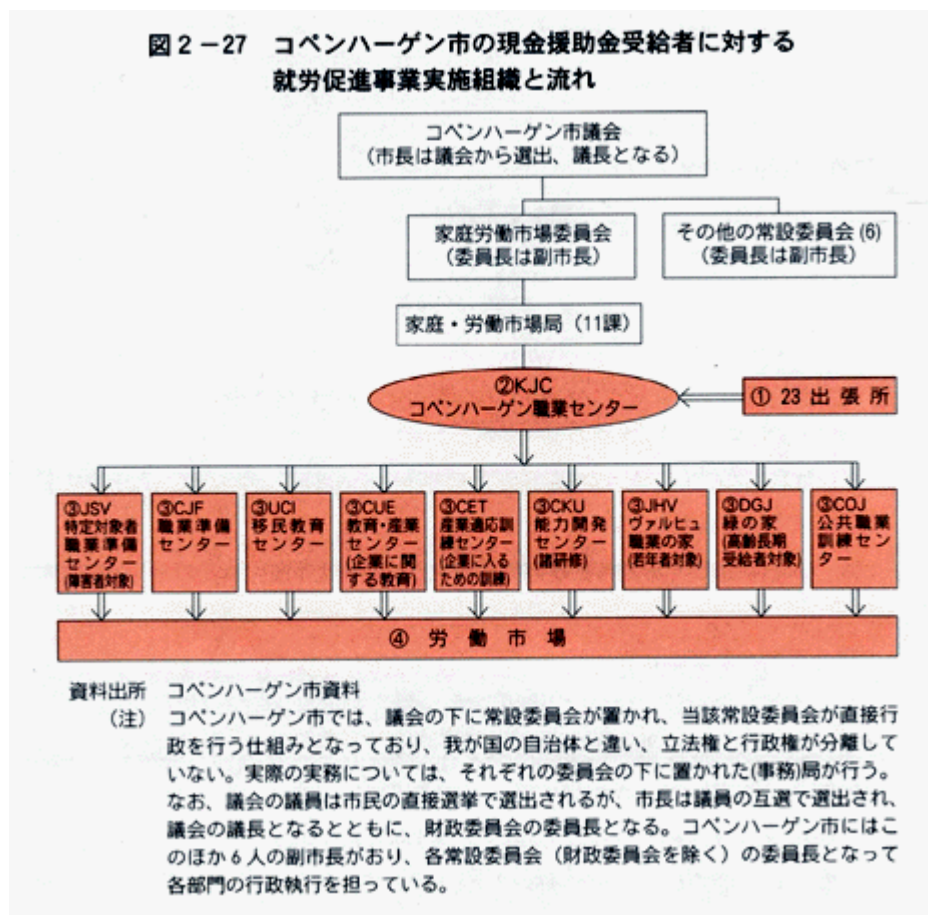 図2－27 コペンハーゲン市の現金援助金受給者に対する
就労促進事業実施組織と流れ
コペンハーゲン市議会
（市長は議会から選出、議長となる）
家庭労働市場委員会
（委員長は副市長）
その他の常設委員会(6)
（委員長は副市長）
家庭・労働市場局（11課）
②KJC
コペンハーゲン職業センター
① 23出張所
③JSV
特定対象者
職業準備
センター
(障害者対象)
③CJF
職業準備
センター
③UCI
移民教育
センター
③CUE
教育・産業
センター
(企業に関
する教育)
③CET
産業適応訓
練センター
(企業に入る
ための訓練)
③CKU
能力開発
センター
(諸研修)
③JHV
ヴァルヒュ
職業の家
(若年者対象)
③DGJ
緑の家
(高齢長期
受給者対象)
③COJ
公共職業
訓練セン
ター
④ 労働市場
資料出所 コペンハーゲン市資料
（注） コペンハーゲン市では、議会の下に常設委員会が置かれ、当該常設委員会が直接行
政を行う仕組みとなっており、我が国の自治体と違い、立法権と行政権が分離して
いない。実際の実務については、それぞれの委員会の下に置かれた(事務)局が行う。
なお、議会の議員は市民の直接選挙で選出されるが、市長は議員の互選で選出され、
議会の議長となるとともに、財政委員会の委員長となる。コペンハーゲン市にはこ
のほか6人の副市長がおり、各常設委員会（財政委員会を除く）の委員長となって
各部門の行政執行を担っている。